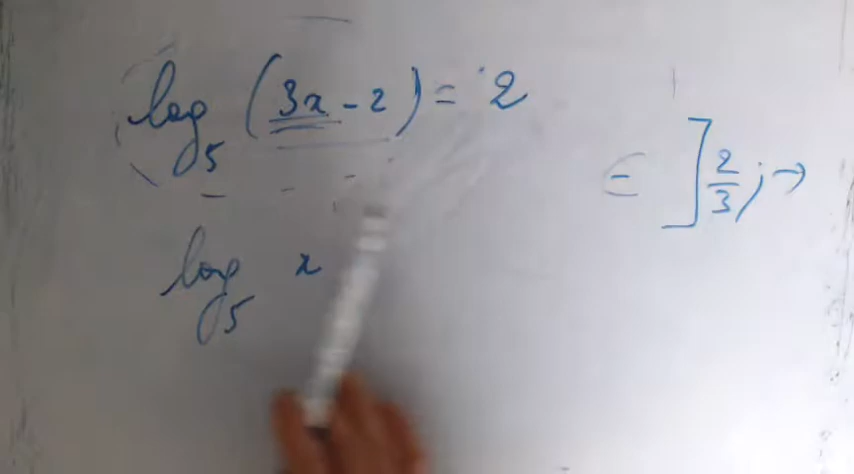 log₅ (3x - 2) = 2
∈ ]2/3; →
log₅ x